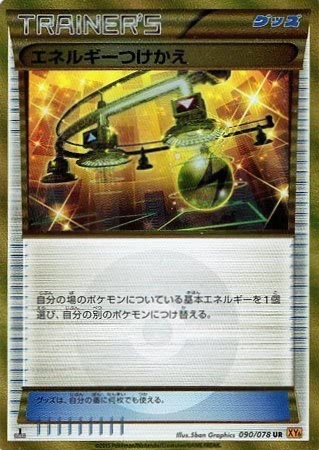 TRAINER'S
グッズ
エネルギーつけかえ
自分の場のポケモンについている基本エネルギーを1個
選び、自分の別のポケモンにつけ替える。
グッズは、自分の番に何枚でも使える。
Illus.5ban Graphics 090/078 UR XY6